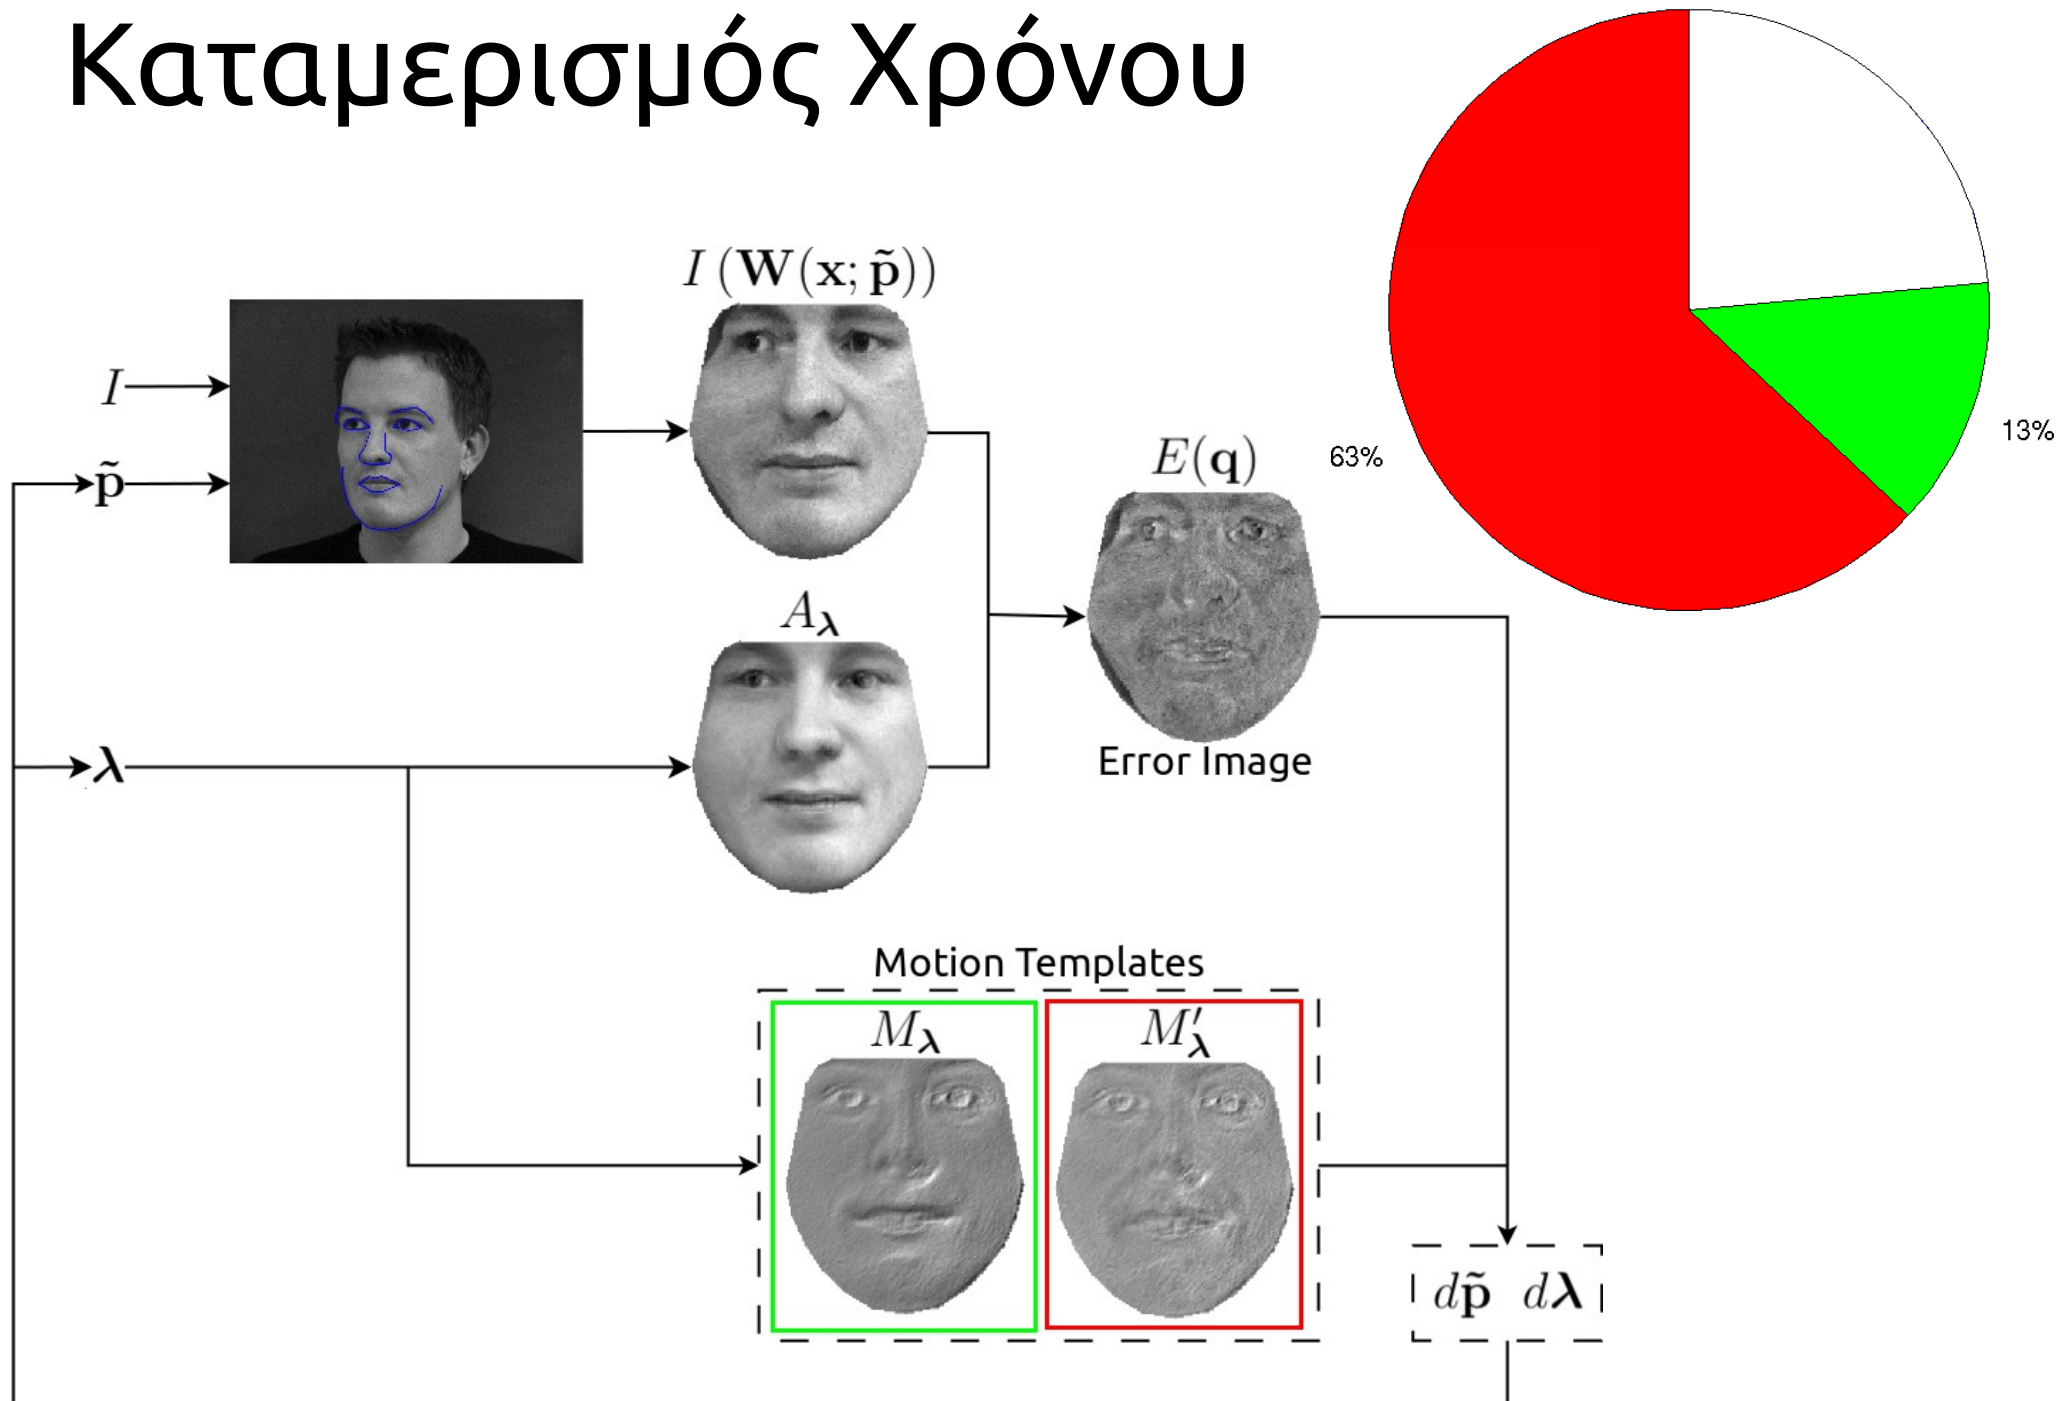 Καταμερισμός Χρόνου
I (W(x; p̃))
I
p̃
E(q)
63%
13%
A_λ
Error Image
λ
Motion Templates
M_λ M′_λ
dp̃ dλ